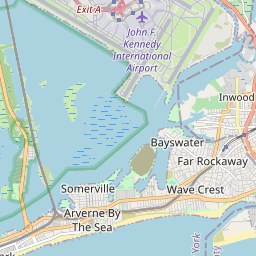 Exit A
John F.
Kennedy
International
Airport
Inwood
Bayswater
Far Rockaway
Somerville
Wave Crest
Arverne By
The Sea
York